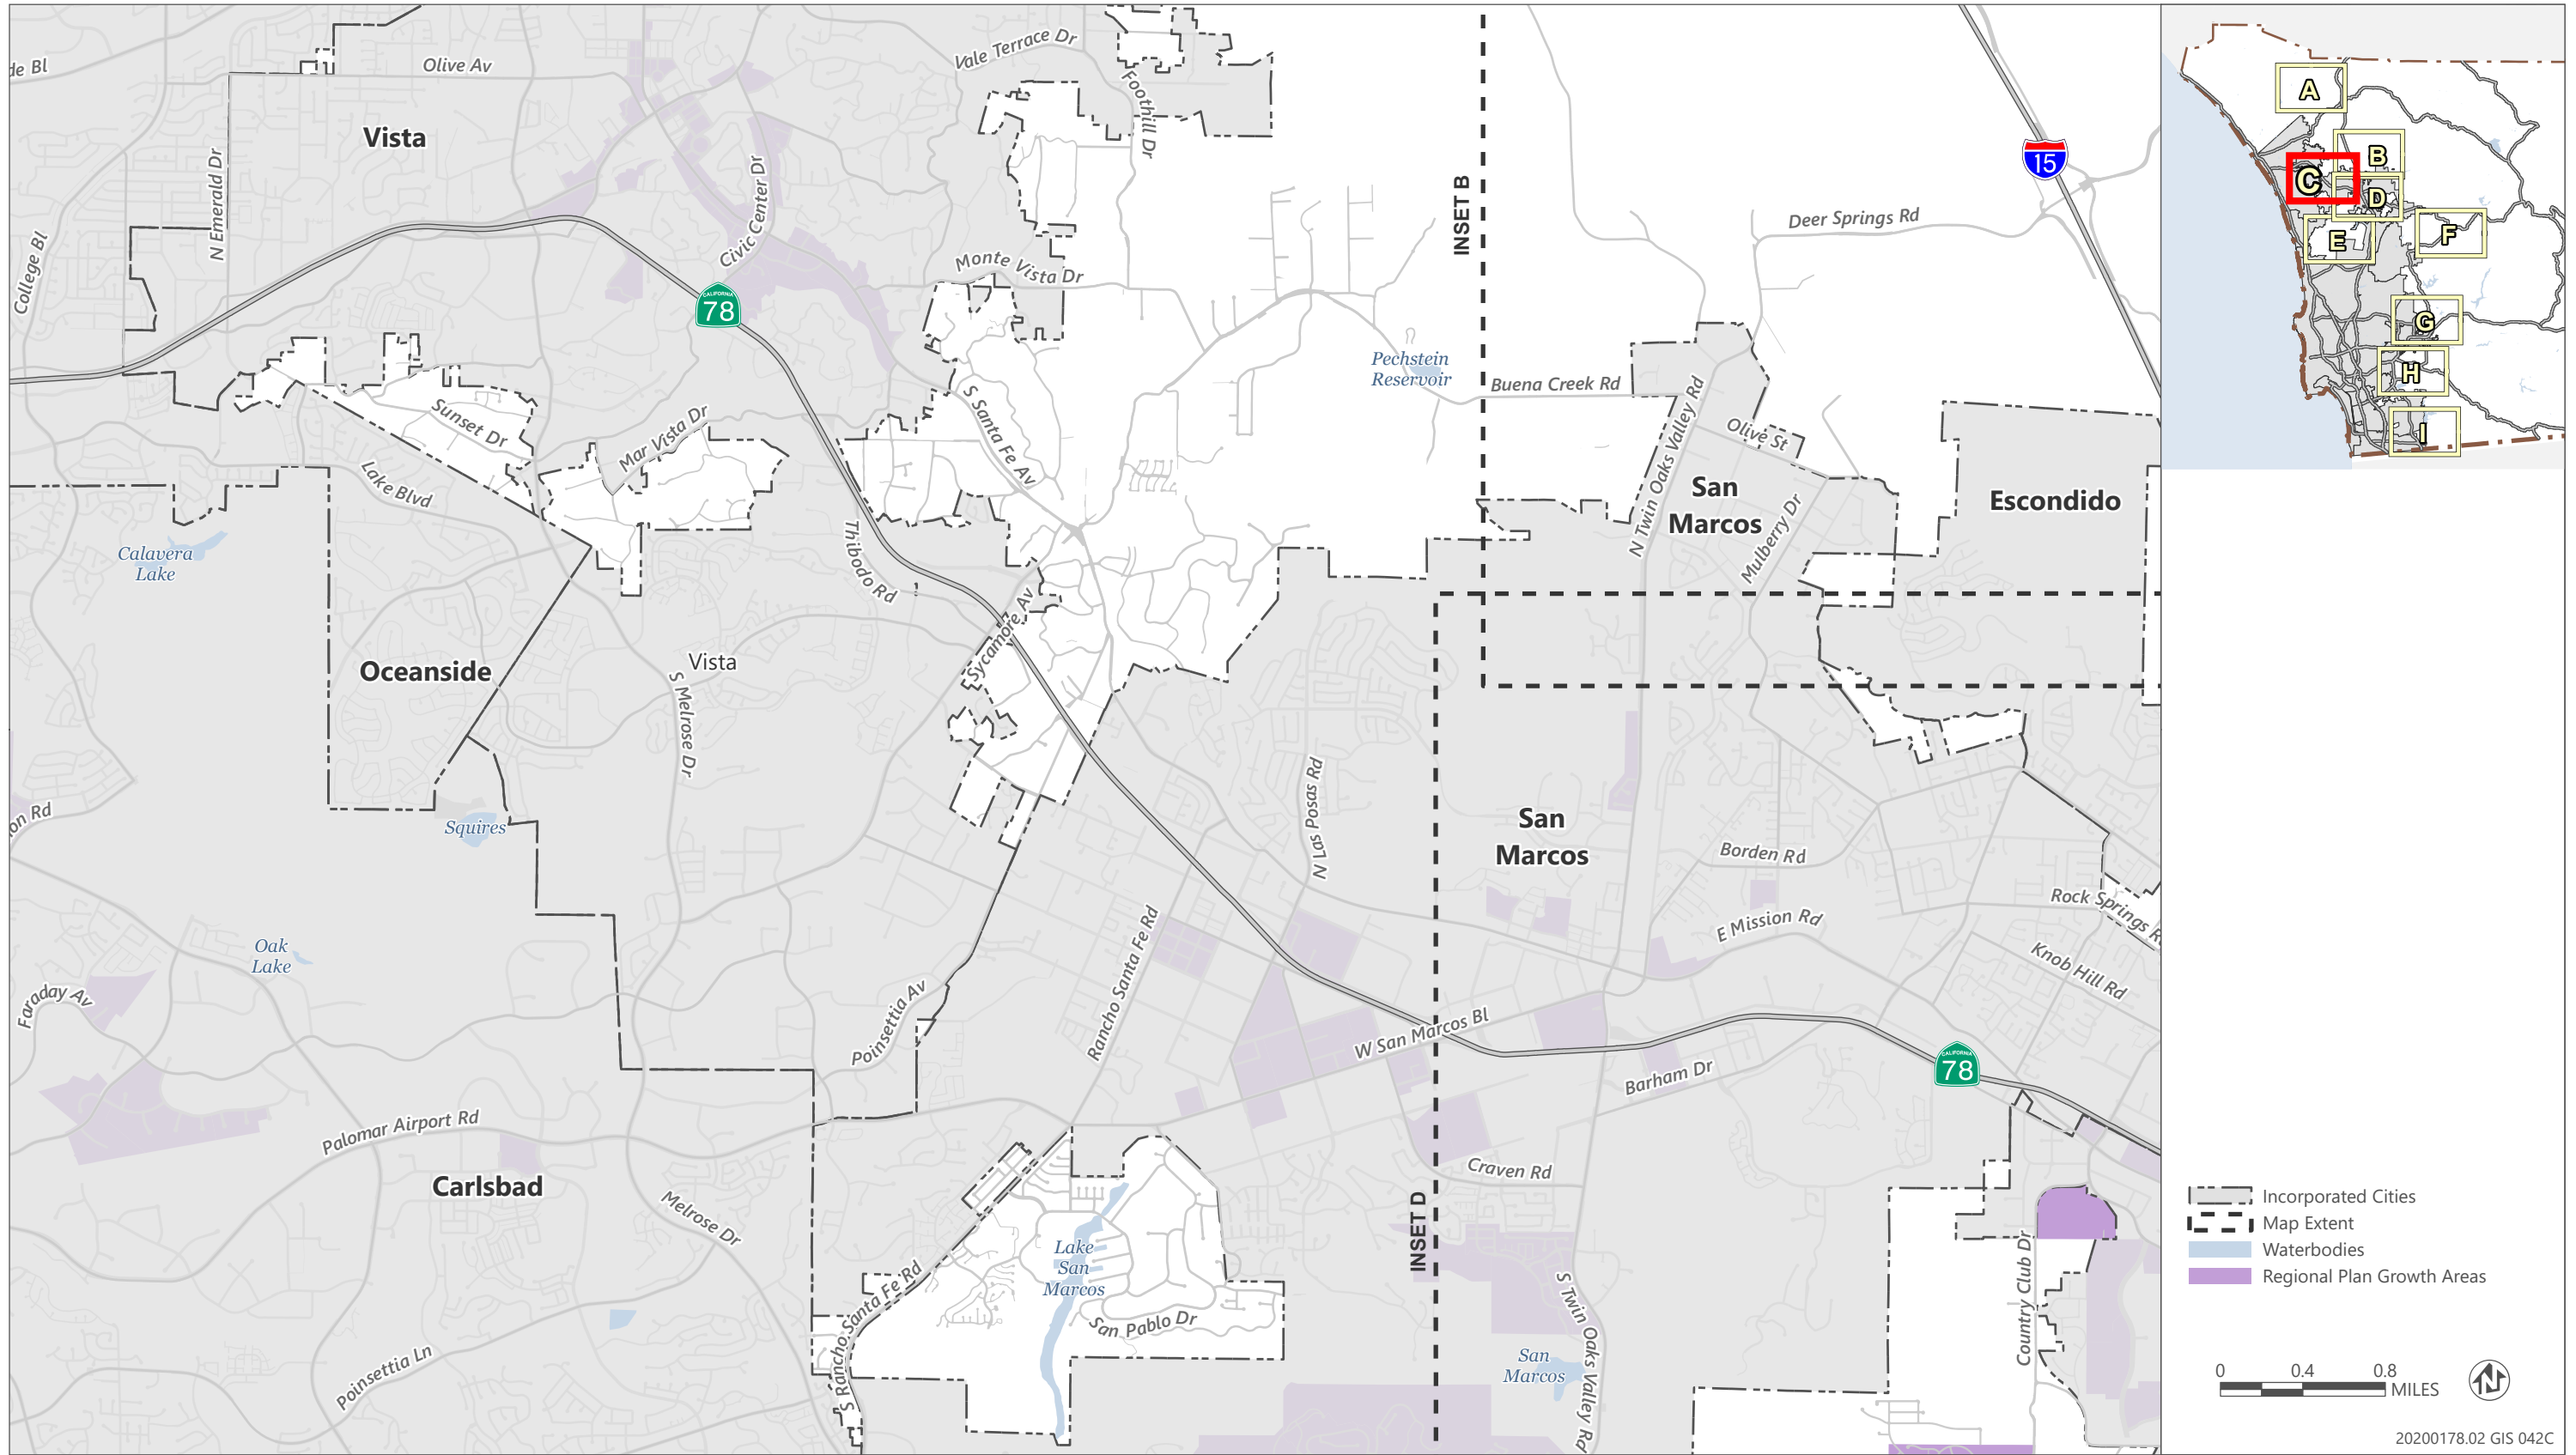 de Bl
Olive Av
Vale Terrace Dr
Foothill Dr
Vista
N Emerald Dr
College Bl
Civic Center Dr
CALIFORNIA
78
Monte Vista Dr
INSET B
15
Deer Springs Rd
Pechstein
Reservoir
Buena Creek Rd
Sunset Dr
Mar Vista Dr
S Santa Fe Av
Lake Blvd
N Twin Oaks Valley Rd
Olive St
San
Marcos
Mulberry Dr
Escondido
Calavera
Lake
Thibodo Rd
Sycamore Av
Oceanside
Vista
S Melrose Dr
N Las Posas Rd
Squires
on Rd
San
Marcos
Borden Rd
Rock Springs R
E Mission Rd
Knob Hill Rd
Oak
Lake
Faraday Av
Poinsettia Av
Rancho Santa Fe Rd
W San Marcos Bl
Barham Dr
CALIFORNIA
78
Palomar Airport Rd
Carlsbad
Melrose Dr
Craven Rd
INSET D
Lake
San
Marcos
San Pablo Dr
S Rancho Santa Fe Rd
Poinsettia Ln
San
Marcos
S Twin Oaks Valley Rd
Country Club Dr
A
B
C
D
E
F
G
H
I
Incorporated Cities
Map Extent
Waterbodies
Regional Plan Growth Areas
0 0.4 0.8
MILES
N
20200178.02 GIS 042C